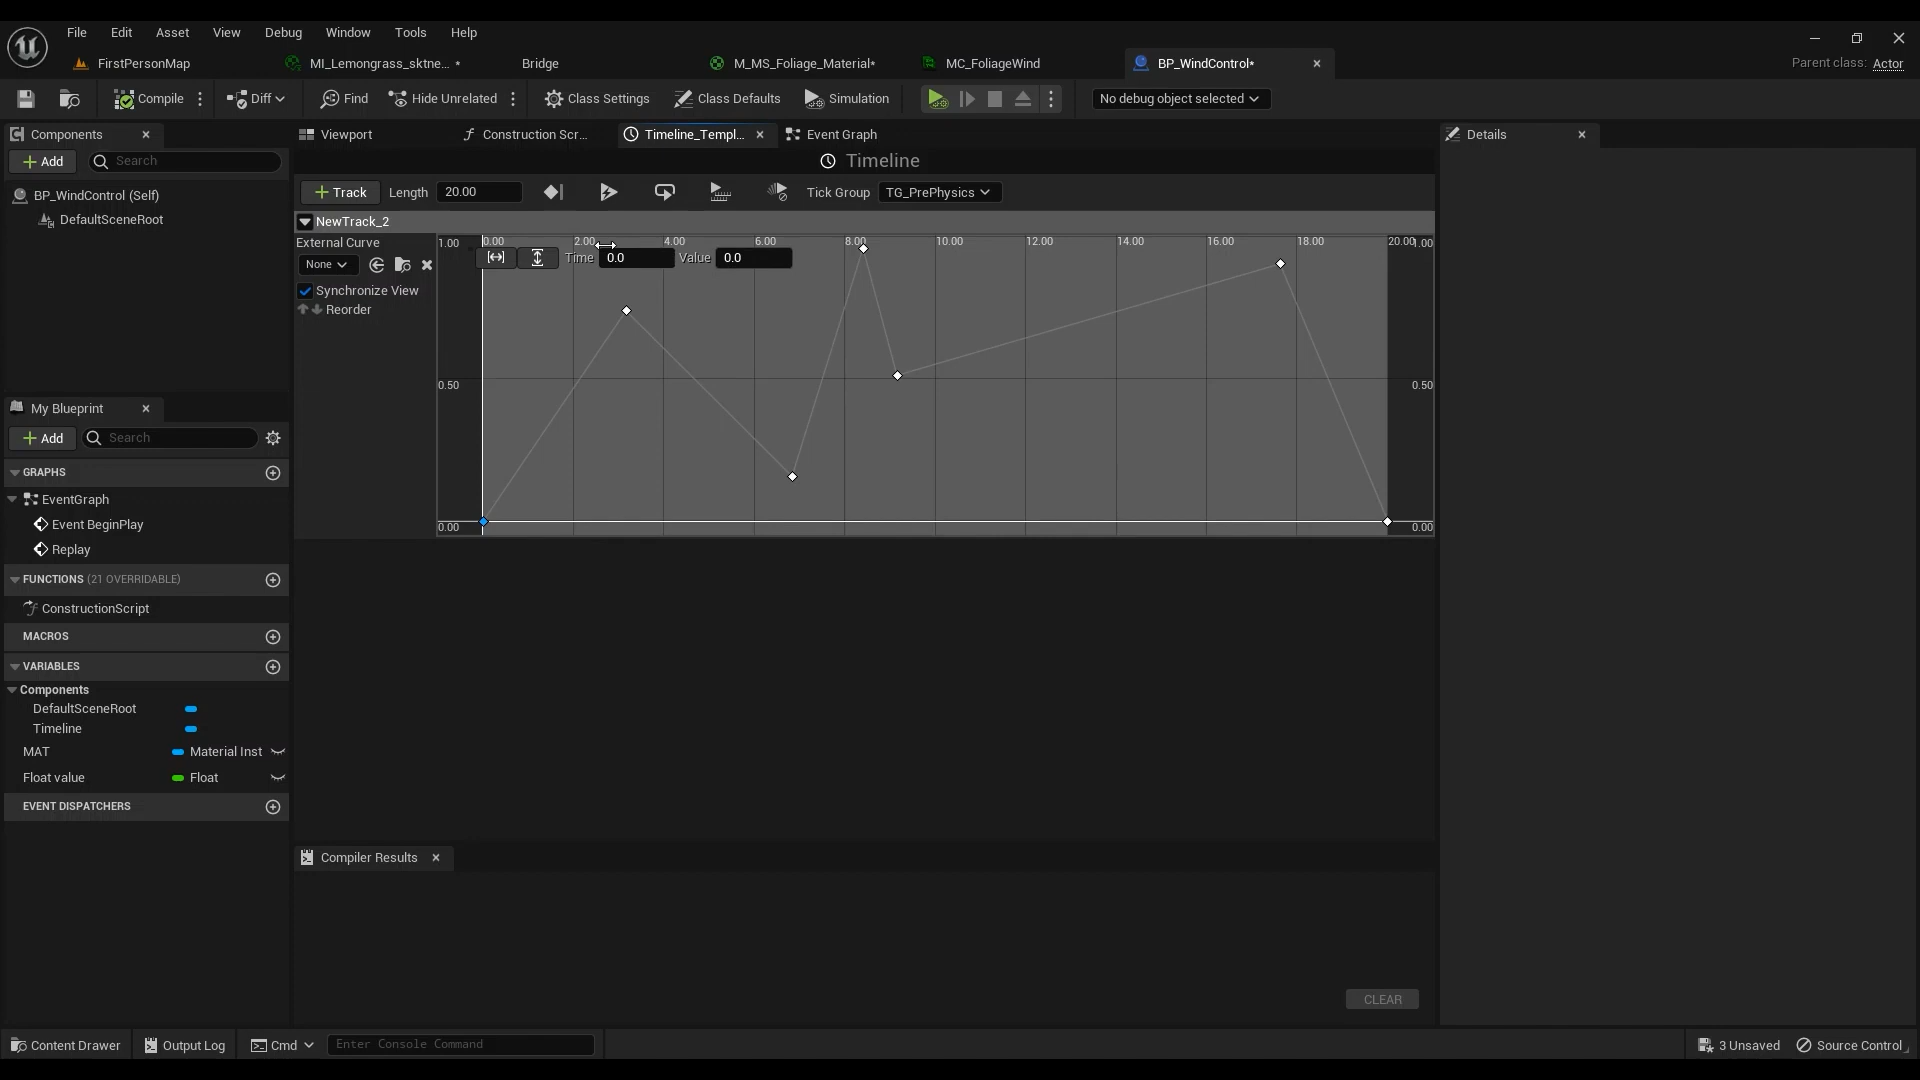 File Edit Asset View Debug Window Tools Help
FirstPersonMap MI_Lemongrass_sktne... * Bridge M_MS_Foliage_Material* MC_FoliageWind BP_WindControl* Parent class: Actor
Compile Diff Find Hide Unrelated Class Settings Class Defaults Simulation No debug object selected
Components Viewport Construction Scr... Timeline_Templ... Event Graph Details
Add Search Timeline
BP_WindControl (Self) Track Length 20.00 Tick Group TG_PrePhysics
DefaultSceneRoot NewTrack_2
External Curve 1.00 0.00 2.00 4.00 6.00 8.00 10.00 12.00 14.00 16.00 18.00 20.00 1.00
None Time 0.0 Value 0.0
Synchronize View
Reorder
0.50 0.50
My Blueprint
Add Search
GRAPHS
EventGraph
Event BeginPlay 0.00 0.00
Replay
FUNCTIONS (21 OVERRIDABLE)
ConstructionScript
MACROS
VARIABLES
Components
DefaultSceneRoot
Timeline
MAT Material Inst
Float value Float
EVENT DISPATCHERS
Compiler Results
CLEAR
Content Drawer Output Log Cmd Enter Console Command 3 Unsaved Source Control